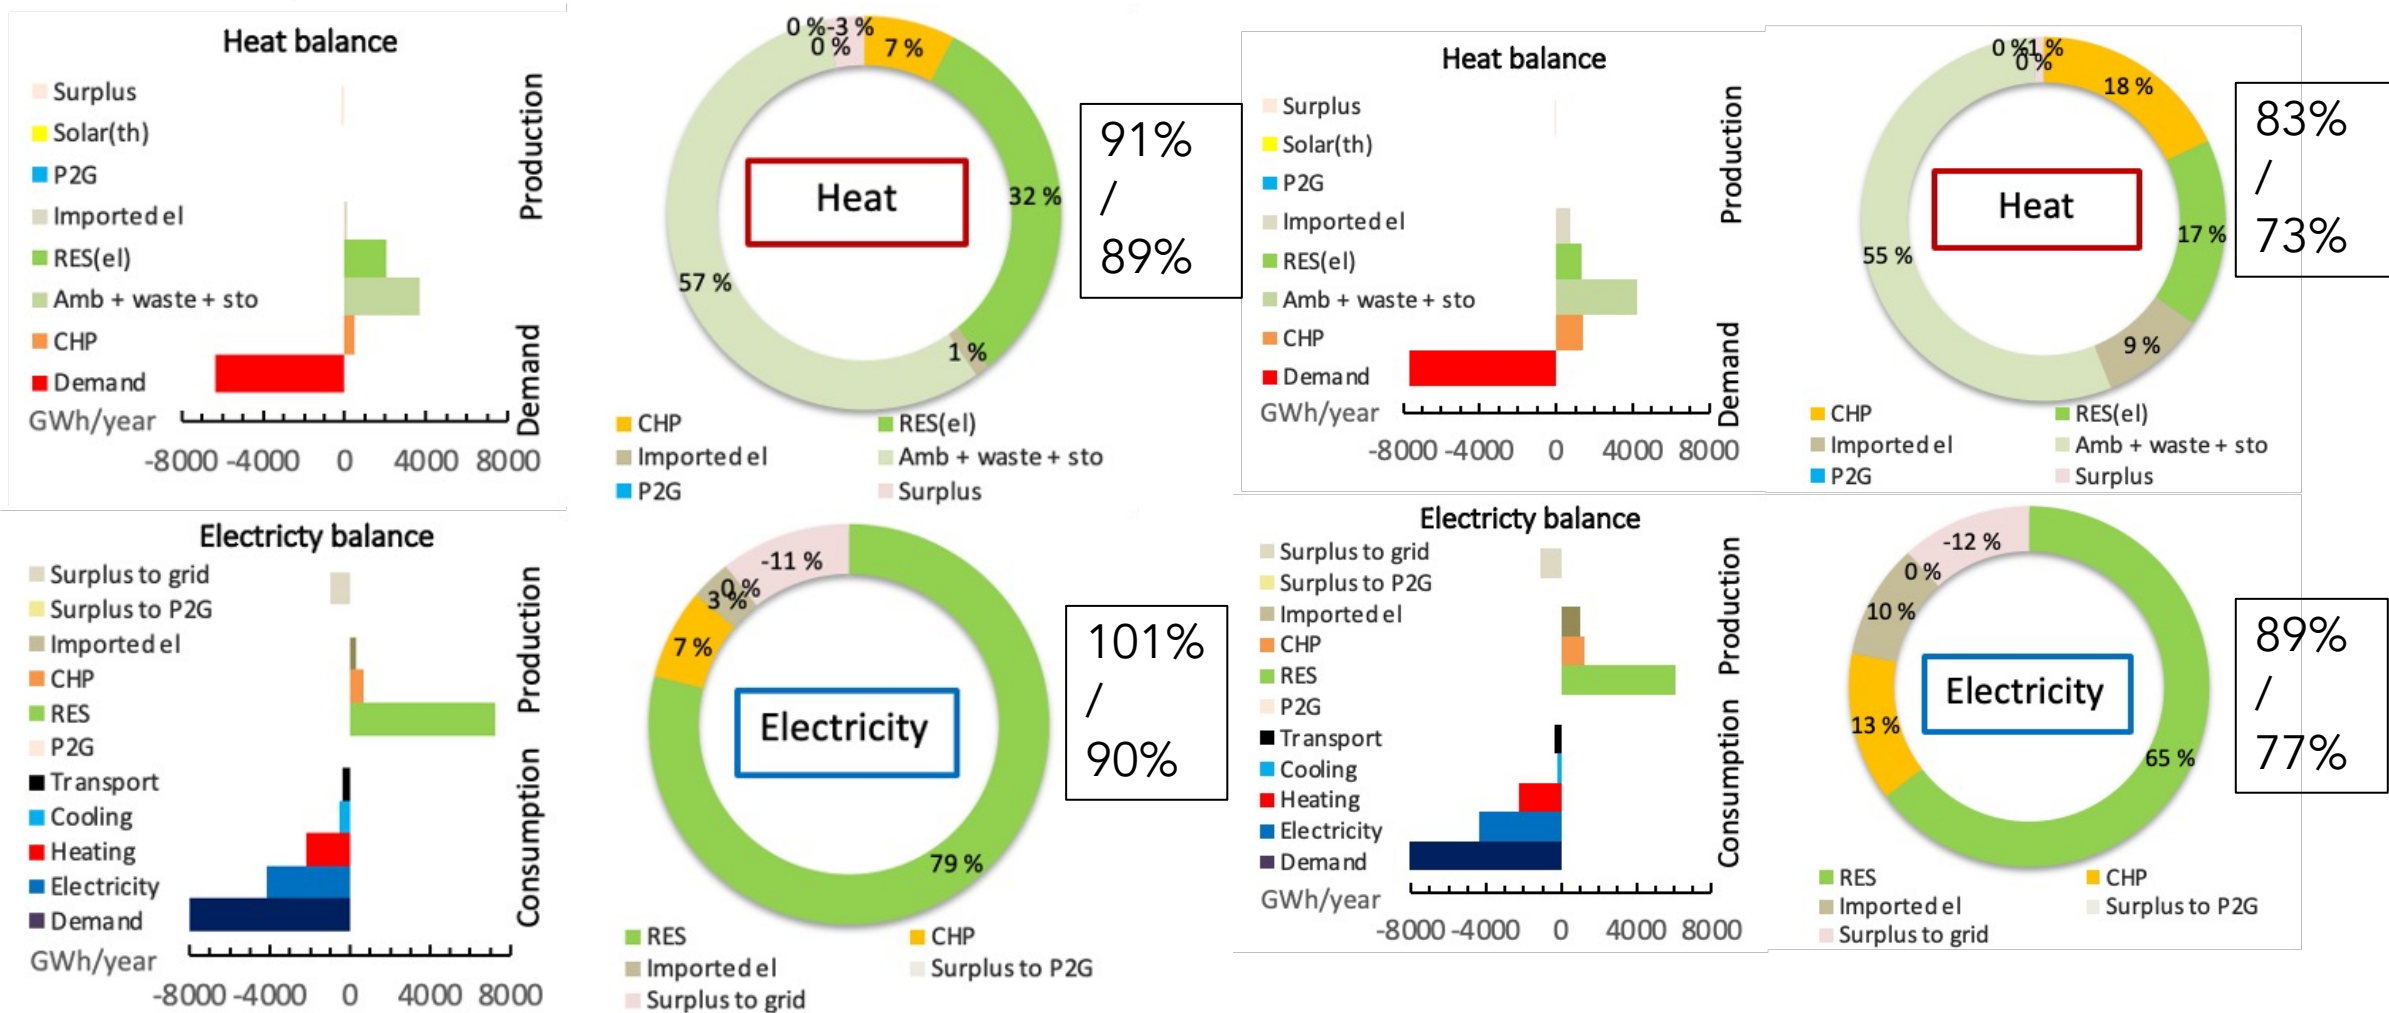 Heat balance
Surplus
Solar(th)
P2G
Imported el
RES(el)
Amb + waste + sto
CHP
Demand
GWh/year
-8000 -4000 0 4000 8000
Production
Demand
0 % -3 %
0 %
7 %
32 %
1 %
57 %
Heat
CHP RES(el)
Imported el Amb + waste + sto
P2G Surplus
91%
/
89%
Heat balance
Surplus
Solar(th)
P2G
Imported el
RES(el)
Amb + waste + sto
CHP
Demand
GWh/year
-8000 -4000 0 4000 8000
Production
Demand
0 % 1 %
0 %
18 %
17 %
9 %
55 %
Heat
CHP RES(el)
Imported el Amb + waste + sto
P2G Surplus
83%
/
73%
Electricty balance
Surplus to grid
Surplus to P2G
Imported el
CHP
RES
P2G
Transport
Cooling
Heating
Electricity
Demand
GWh/year
-8000 -4000 0 4000 8000
Production
Consumption
-11 %
0 %
3 %
7 %
79 %
Electricity
RES CHP
Imported el Surplus to P2G
Surplus to grid
101%
/
90%
Electricty balance
Surplus to grid
Surplus to P2G
Imported el
CHP
RES
P2G
Transport
Cooling
Heating
Electricity
Demand
GWh/year
-8000 -4000 0 4000 8000
Production
Consumption
-12 %
0 %
10 %
13 %
65 %
Electricity
RES CHP
Imported el Surplus to P2G
Surplus to grid
89%
/
77%